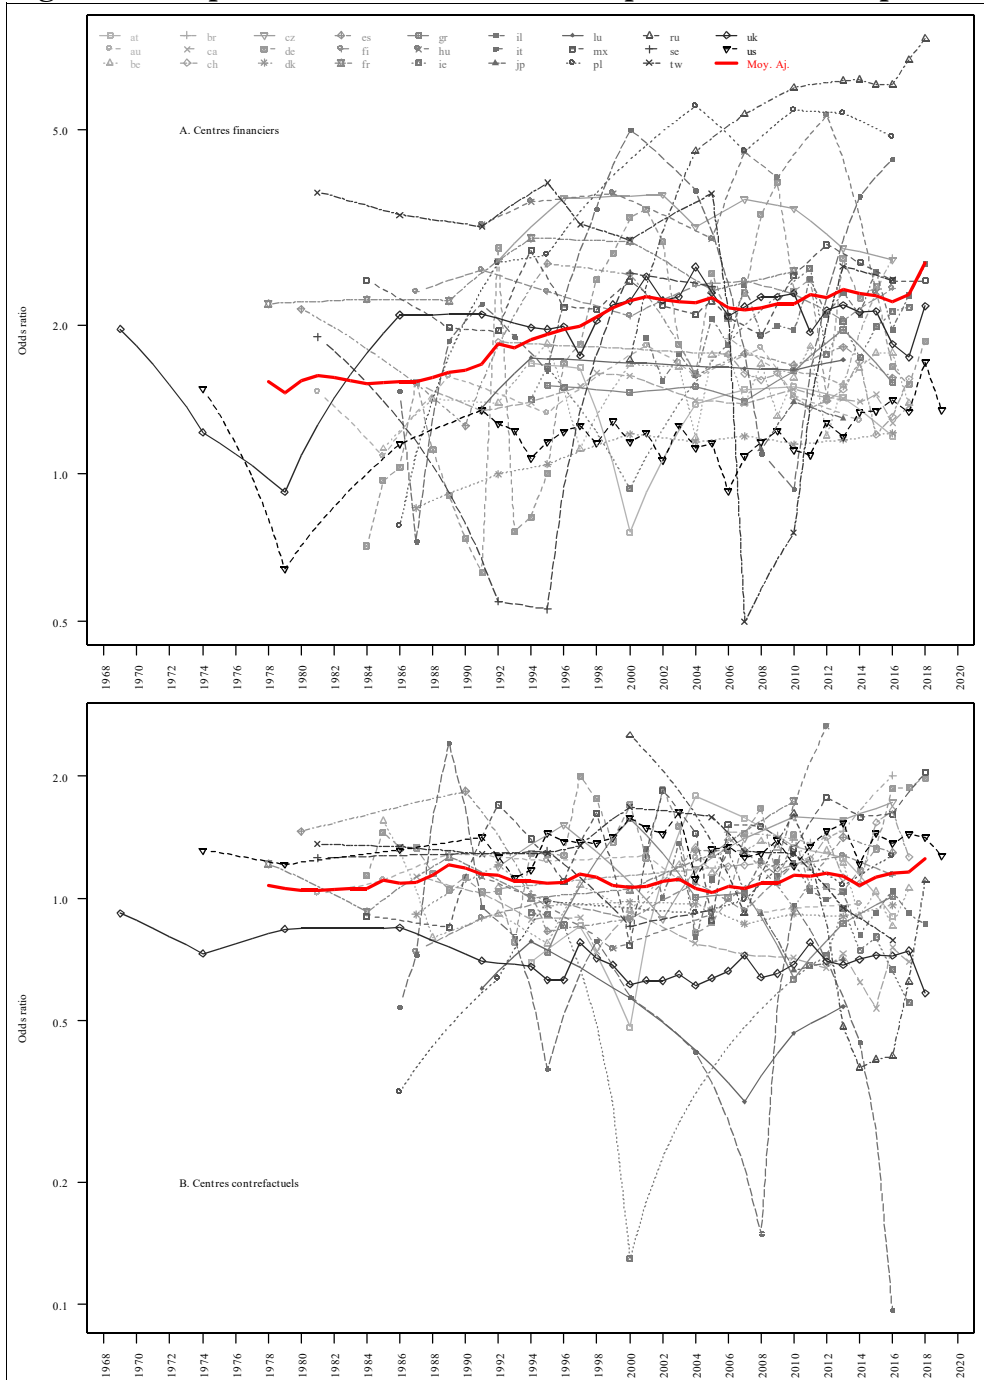 at br cz es gr il lu ru uk
au ca de fi hu it mx se us
be ch dk fr ie jp pl tw Moy. Aj.
5.0
A. Centres financiers
2.0
Odds ratio
1.0
0.5
1968 1970 1972 1974 1976 1978 1980 1982 1984 1986 1988 1990 1992 1994 1996 1998 2000 2002 2004 2006 2008 2010 2012 2014 2016 2018 2020
2.0
1.0
Odds ratio
0.5
0.2
B. Centres contrefactuels
0.1
1968 1970 1972 1974 1976 1978 1980 1982 1984 1986 1988 1990 1992 1994 1996 1998 2000 2002 2004 2006 2008 2010 2012 2014 2016 2018 2020